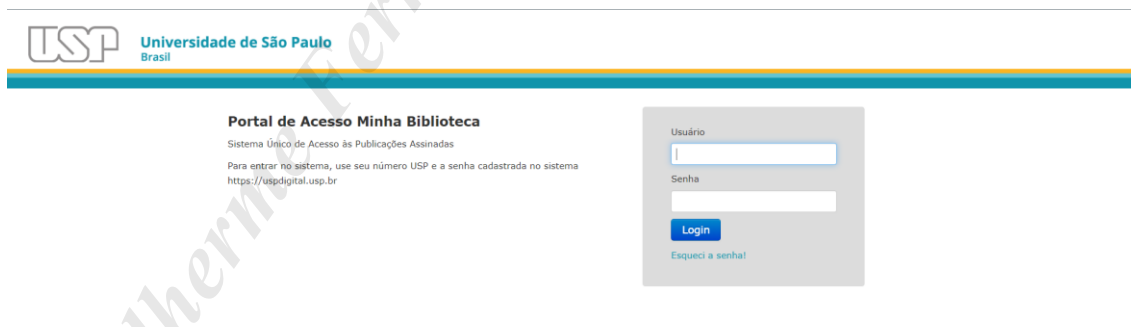 USP
Universidade de São Paulo
Brasil
Portal de Acesso Minha Biblioteca
Sistema Único de Acesso às Publicações Assinadas
Para entrar no sistema, use seu número USP e a senha cadastrada no sistema
https://uspdigital.usp.br
Usuário
Senha
Login
Esqueci a senha!